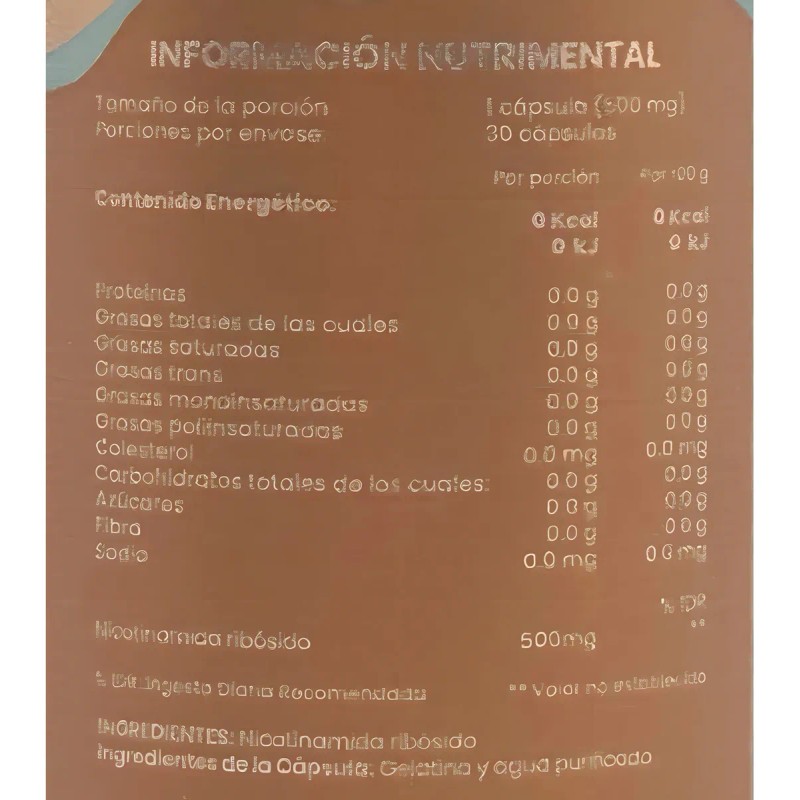 INFORMACIÓN NUTRIMENTAL
Tamaño de la porción 1 cápsula (500 mg)
Porciones por envase: 30 cápsulas
Por porción Por 100 g
Contenido Energético: 0 Kcal 0 Kcal
0 KJ 0 KJ
Proteínas 0.0 g 0.0 g
Grasas totales de las cuales 0.0 g 0.0 g
Grasas saturadas 0.0 g 0.0 g
Grasas trans 0.0 g 0.0 g
Grasas monoinsaturadas 0.0 g 0.0 g
Grasas poliinsaturadas 0.0 g 0.0 g
Colesterol 0.0 mg 0.0 mg
Carbohidratos totales de los cuales: 0.0 g 0.0 g
Azúcares 0.0 g 0.0 g
Fibra 0.0 g 0.0 g
Sodio 0.0 mg 0.0 mg
% IDR
**
Nicotinamida ribósido 500mg
% IDR Ingesta Diaria Recomendada ** Valor no establecido
INGREDIENTES: Nicotinamida ribósido
Ingredientes de la Cápsula: Gelatina y agua purificada